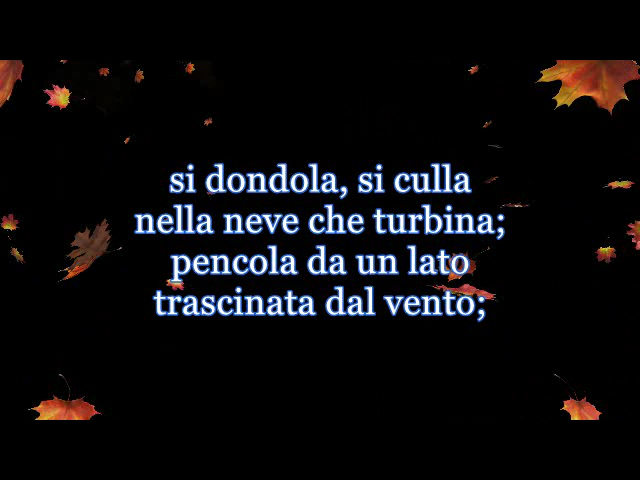 si dondola, si culla
nella neve che turbina;
pencola da un lato
trascinata dal vento;